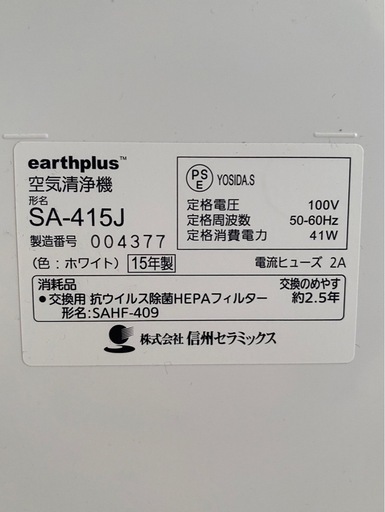 earthplus™
空気清浄機
形名
SA-415J
製造番号 004377
(色:ホワイト) 15年製
PSE YOSIDA.S
定格電圧 100V
定格周波数 50-60Hz
定格消費電力 41W
電流ヒューズ 2A
消耗品 交換のめやす
●交換用 抗ウイルス除菌HEPAフィルター 約2.5年
形名:SAHF-409
株式会社 信州セラミックス